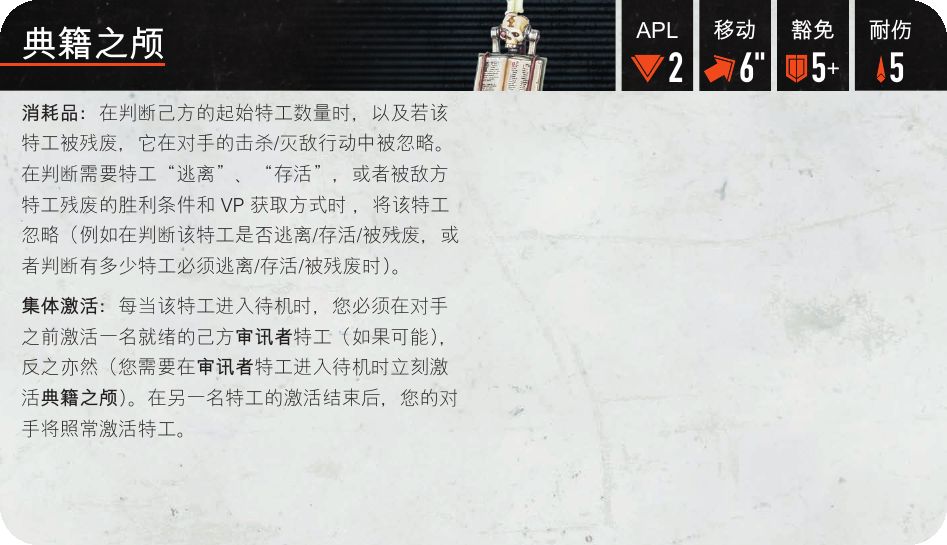 典籍之颅
APL 移动 豁免 耐伤
2 6" 5+ 5
消耗品：在判断己方的起始特工数量时，以及若该
特工被残废，它在对手的击杀/灭敌行动中被忽略。
在判断需要特工“逃离”、“存活”，或者被敌方
特工残废的胜利条件和 VP 获取方式时，将该特工
忽略（例如在判断该特工是否逃离/存活/被残废，或
者判断有多少特工必须逃离/存活/被残废时）。
集体激活：每当该特工进入待机时，您必须在对手
之前激活一名就绪的己方审讯者特工（如果可能），
反之亦然（您需要在审讯者特工进入待机时立刻激
活典籍之颅）。在另一名特工的激活结束后，您的对
手将照常激活特工。